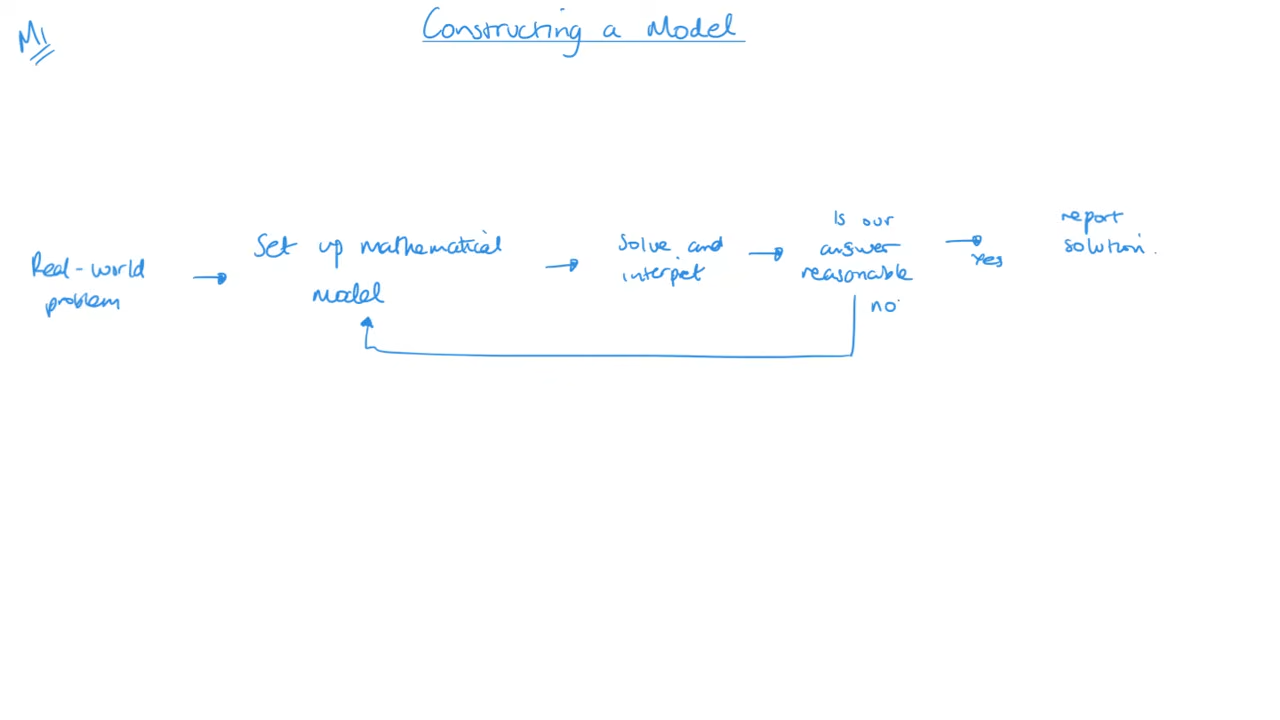 M1
Constructing a Model
Real-world
problem
Set up mathematical
model
Solve and
interpet
Is our
answer
reasonable
no
Yes
report
solution.